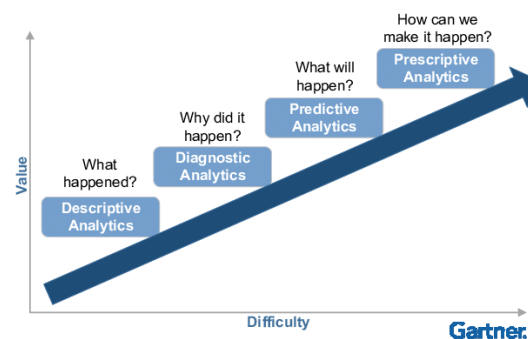 How can we
make it happen?
Prescriptive
Analytics
What will
happen?
Predictive
Analytics
Why did it
happen?
Diagnostic
Analytics
What
happened?
Descriptive
Analytics
Value
Difficulty
Gartner.